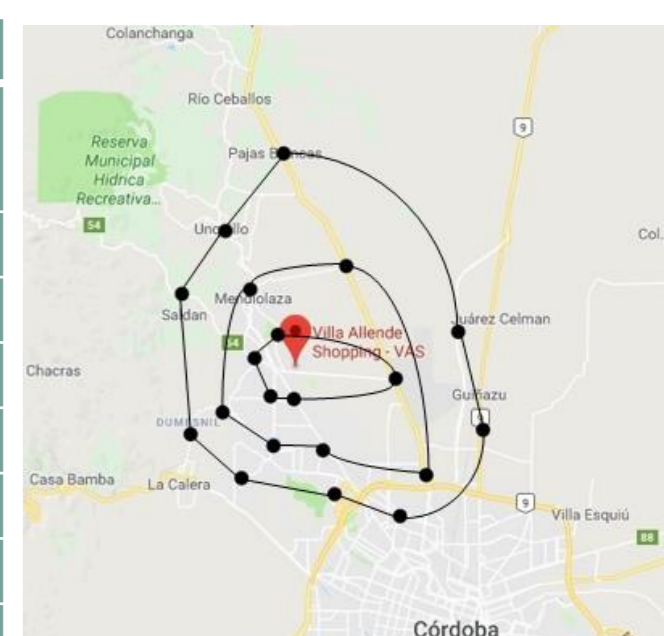 Colanchanga
Río Ceballos
9
Pajas Blancas
Reserva
Municipal
Hidrica
Recreativa...
54
Unquillo
Col.
Mendiolaza
Saldan
Juárez Celman
Villa Allende
Shopping - VAS
54
Chacras
Guiñazu
9
DUMESNIL
Casa Bamba
La Calera
9
Villa Esquiú
88
Córdoba